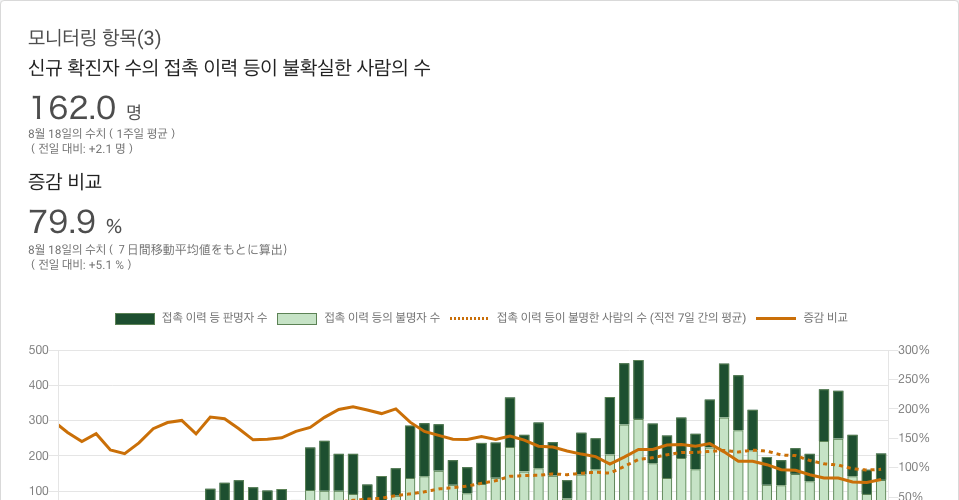 모니터링 항목(3)
신규 확진자 수의 접촉 이력 등이 불확실한 사람의 수
162.0 명
8월 18일의 수치 ( 1주일 평균 )
( 전일 대비: +2.1 명 )
증감 비교
79.9 %
8월 18일의 수치 ( 7日間移動平均値をもとに算出)
( 전일 대비: +5.1 % )
접촉 이력 등 판명자 수 접촉 이력 등의 불명자 수 접촉 이력 등이 불명한 사람의 수 (직전 7일 간의 평균) 증감 비교
500 300%
250%
400
300 200%
150%
200
100%
100
50%